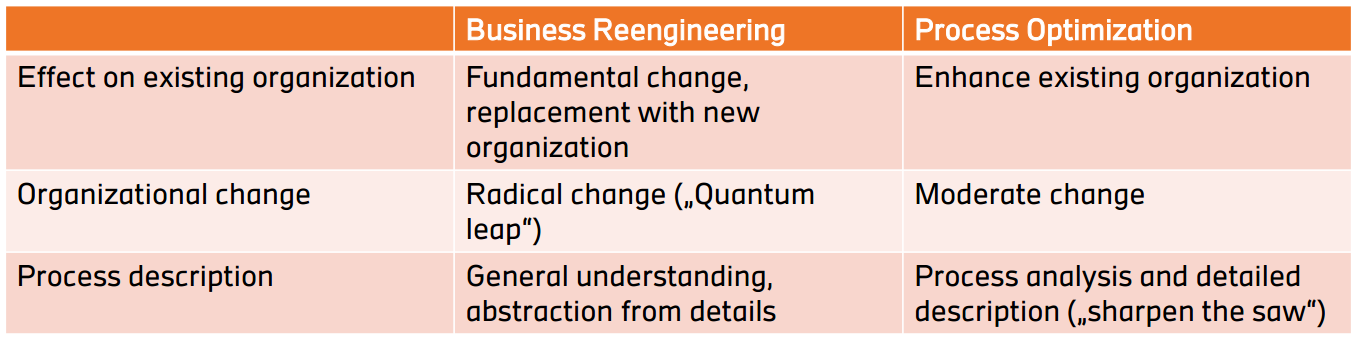 Business Reengineering
Process Optimization
Effect on existing organization
Fundamental change,
replacement with new
organization
Enhance existing organization
Organizational change
Radical change („Quantum
leap“)
Moderate change
Process description
General understanding,
abstraction from details
Process analysis and detailed
description („sharpen the saw“)